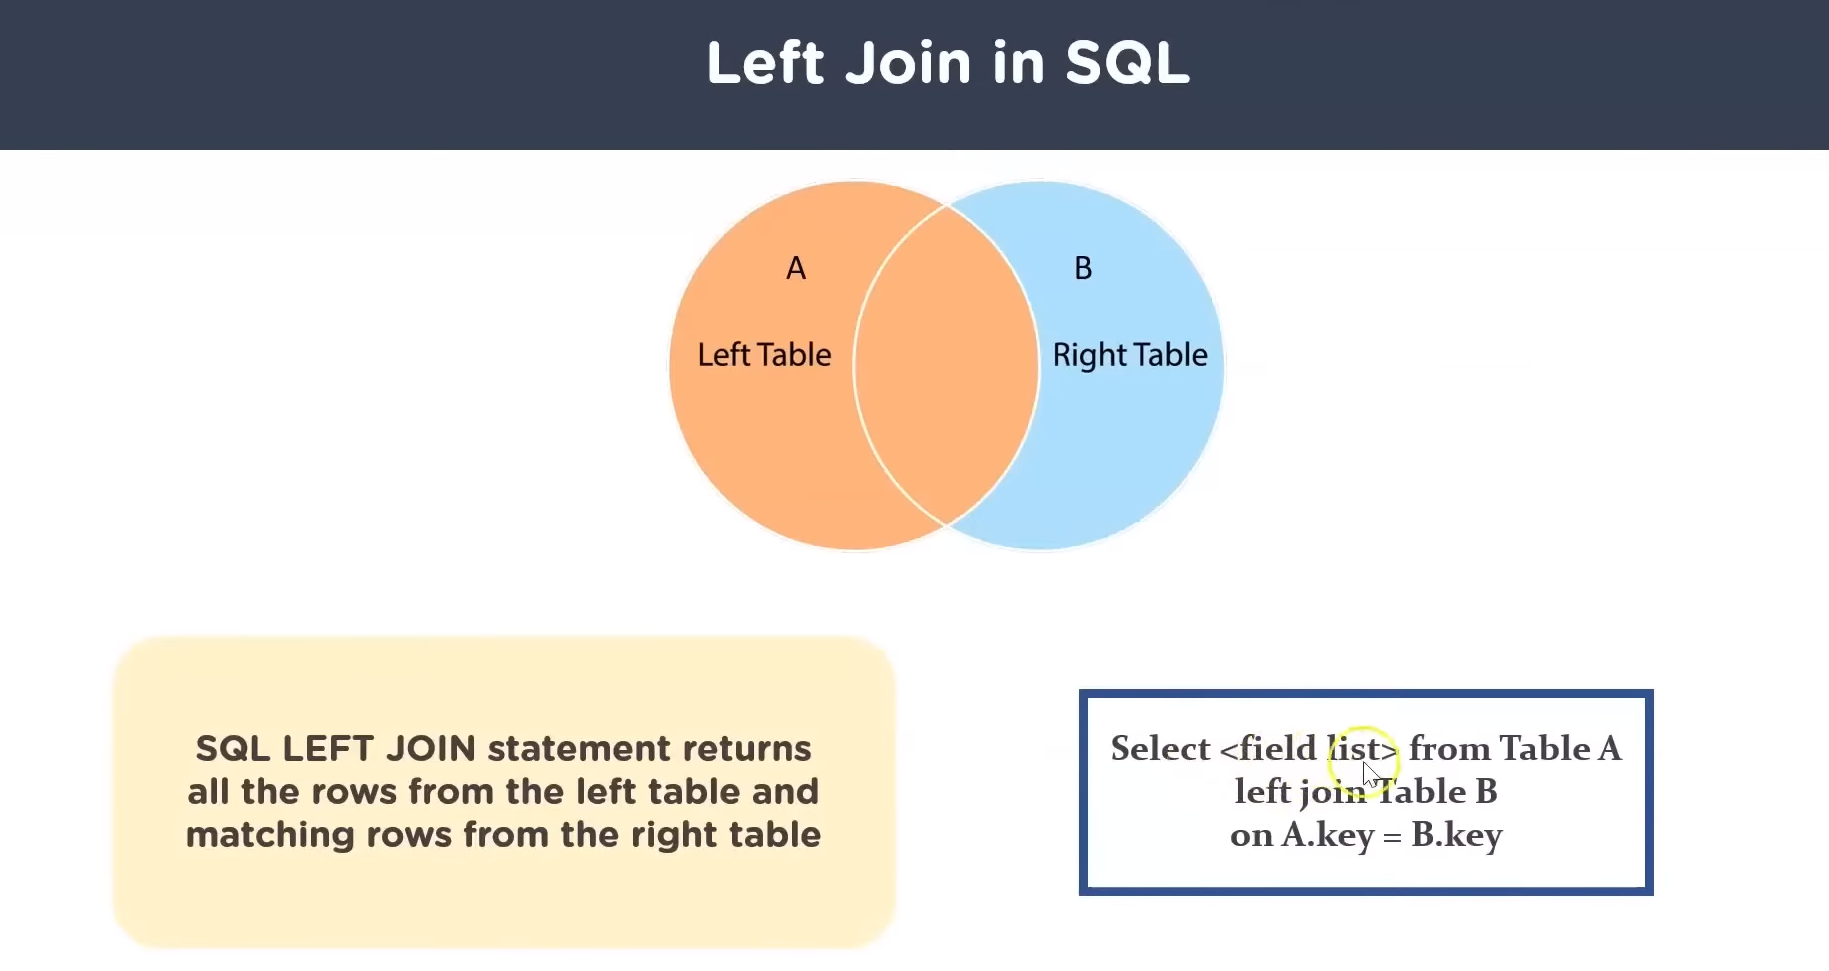 Left Join in SQL
A
B
Left Table
Right Table
SQL LEFT JOIN statement returns
all the rows from the left table and
matching rows from the right table
Select <field list> from Table A
left join Table B
on A.key = B.key